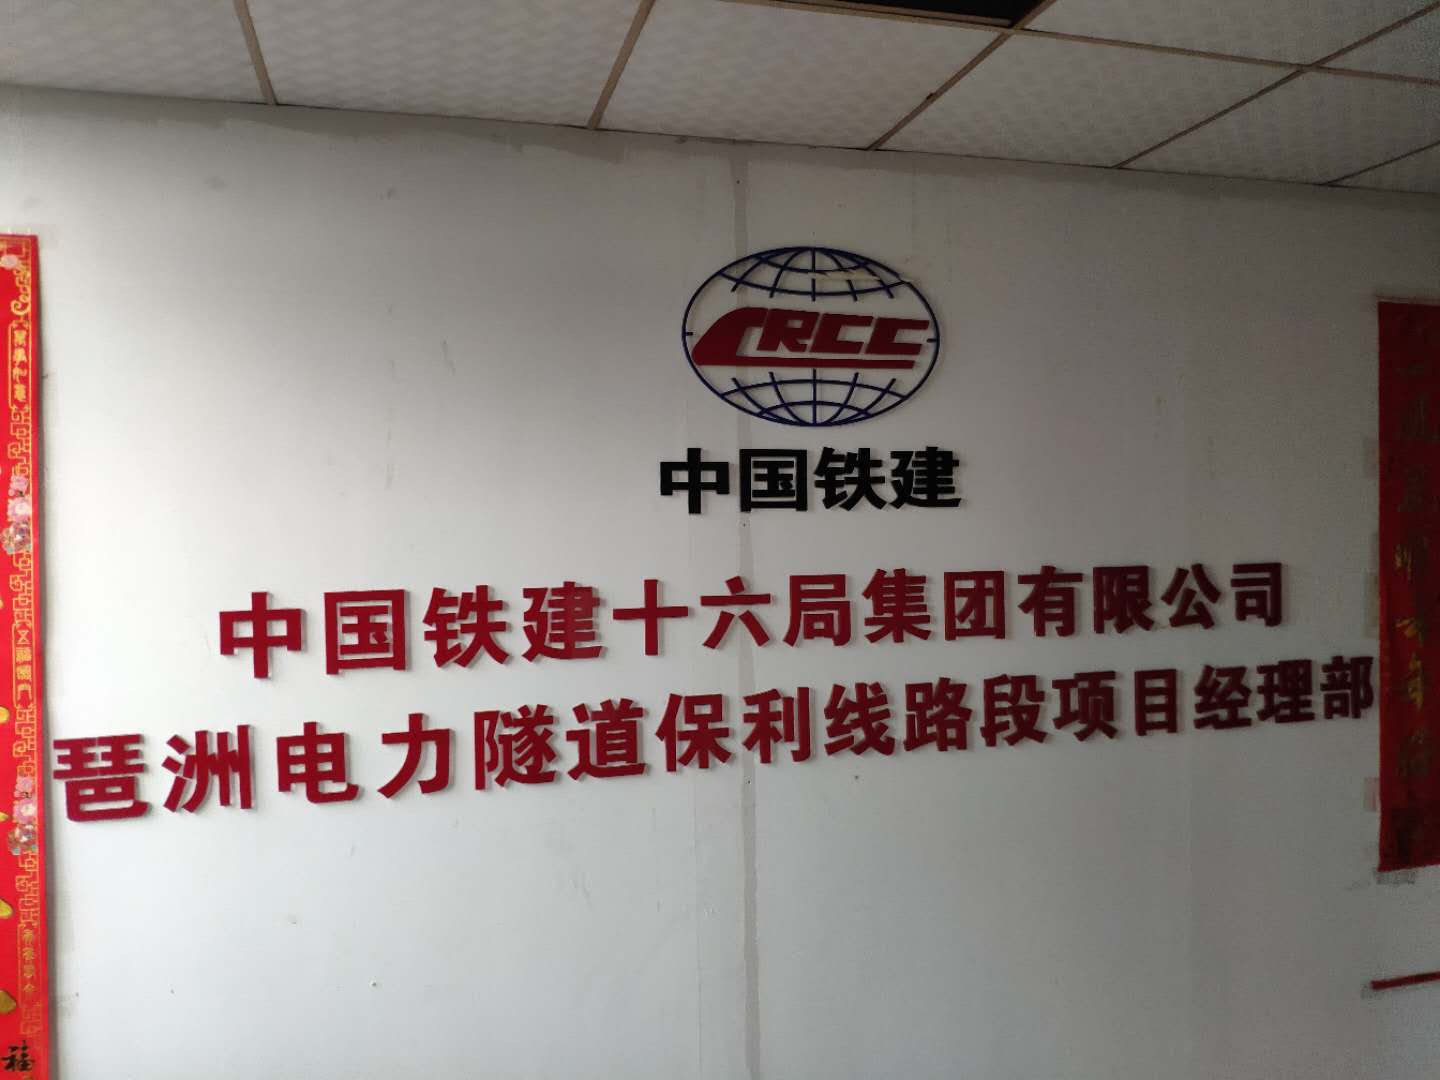 CRCC
中国铁建
中国铁建十六局集团有限公司
琶洲电力隧道保利线路段项目经理部
福